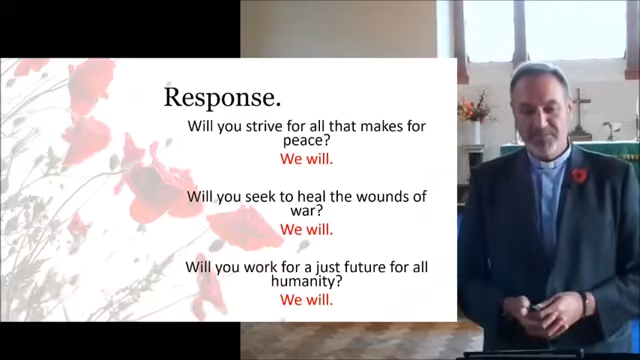 Response.
Will you strive for all that makes for
peace?
We will.
Will you seek to heal the wounds of
war?
We will.
Will you work for a just future for all
humanity?
We will.